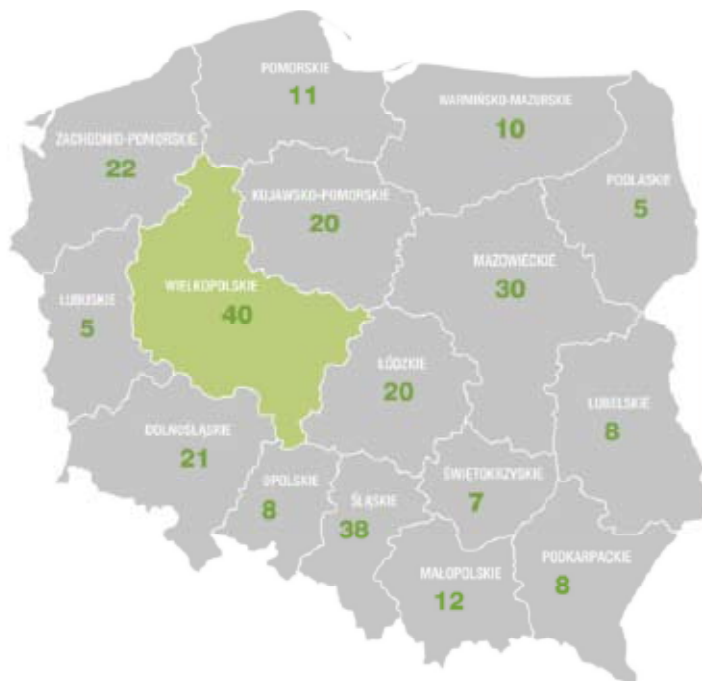 POMORSKIE
11
WARMIŃSKO-MAZURSKIE
10
ZACHODNIO-POMORSKIE
22
PODLASKIE
5
KUJAWSKO-POMORSKIE
20
MAZOWIECKIE
30
WIELKOPOLSKIE
40
LUBUSKIE
5
ŁÓDZKIE
20
LUBELSKIE
8
DOLNOŚLĄSKIE
21
OPOLSKIE
8
ŚLĄSKIE
38
ŚWIĘTOKRZYSKIE
7
PODKARPACKIE
8
MAŁOPOLSKIE
12